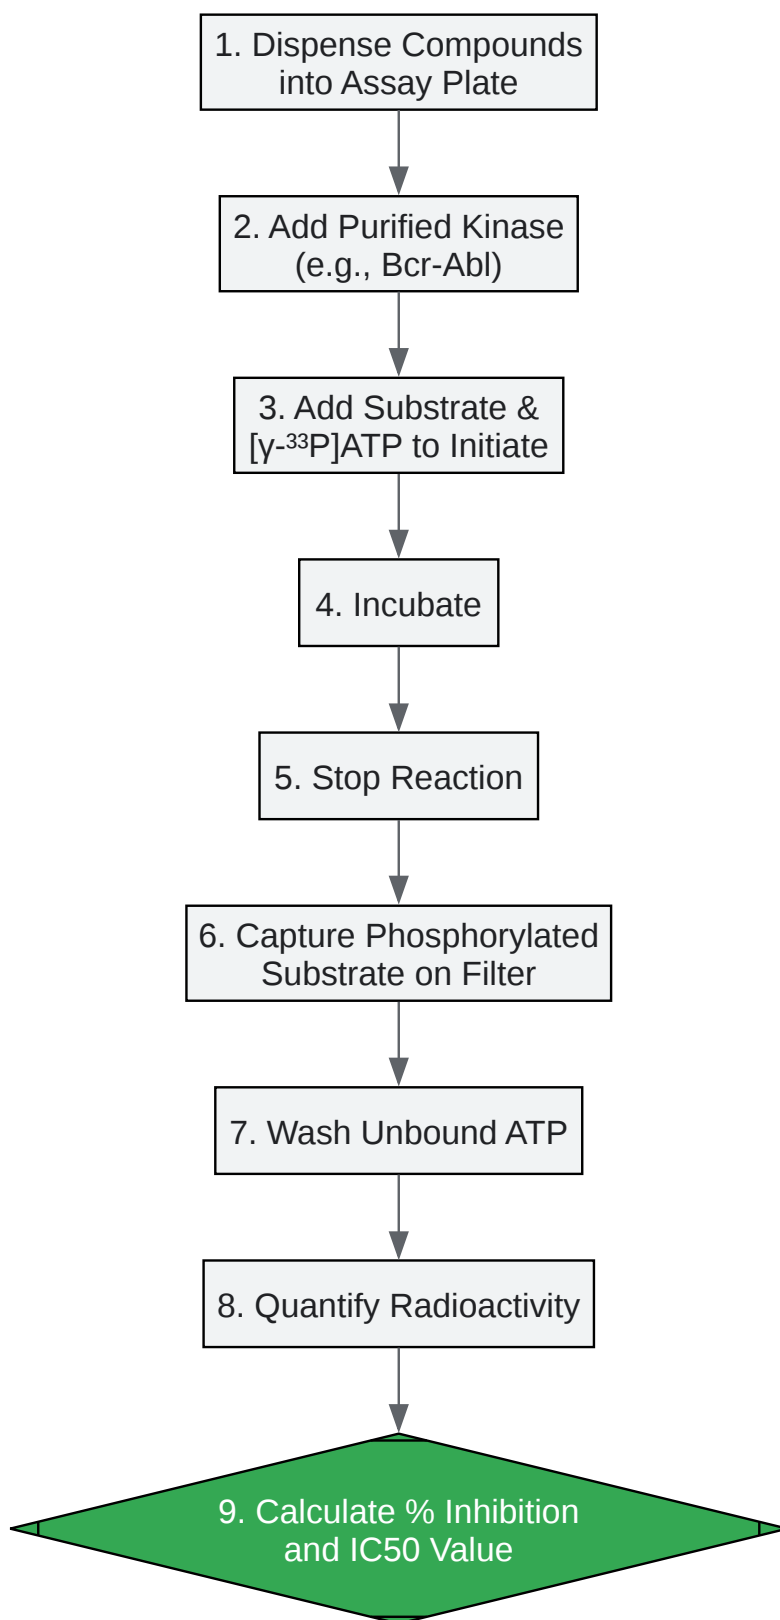 1. Dispense Compounds
into Assay Plate
2. Add Purified Kinase
(e.g., Bcr-Abl)
3. Add Substrate &
[γ-³³P]ATP to Initiate
4. Incubate
5. Stop Reaction
6. Capture Phosphorylated
Substrate on Filter
7. Wash Unbound ATP
8. Quantify Radioactivity
9. Calculate % Inhibition
and IC50 Value